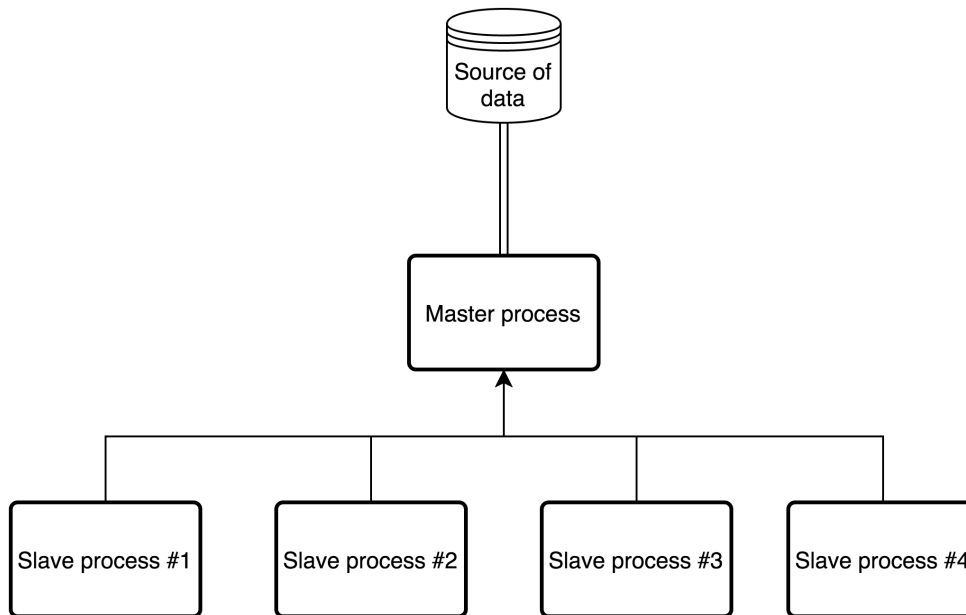 Source of
data
Master process
Slave process #1
Slave process #2
Slave process #3
Slave process #4